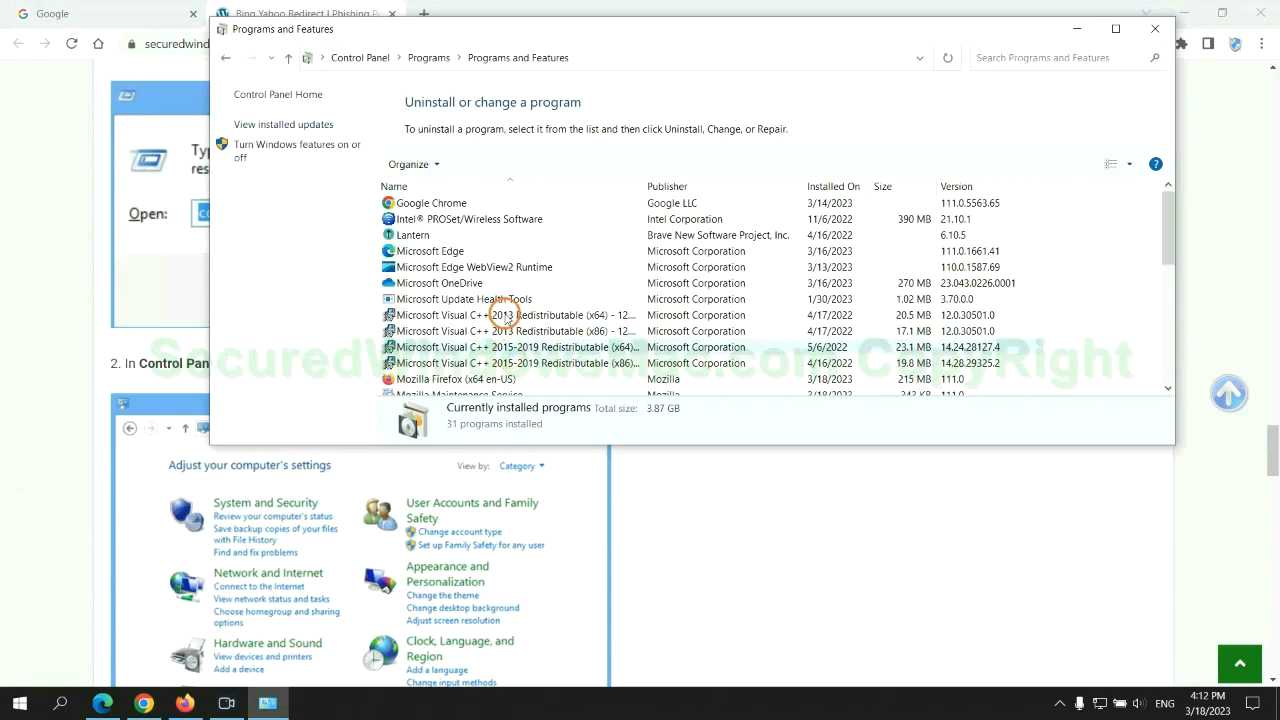 Google
Bing Yahoo Redirect | Phishing P
securedwin
Programs and Features
Control Panel > Programs > Programs and Features
Search Programs and Features
Control Panel Home
View installed updates
Turn Windows features on or
off
Uninstall or change a program
To uninstall a program, select it from the list and then click Uninstall, Change, or Repair.
Organize
Name Publisher Installed On Size Version
Google Chrome Google LLC 3/14/2023 111.0.5563.65
Intel® PROSet/Wireless Software Intel Corporation 11/6/2022 390 MB 21.10.1
Lantern Brave New Software Project, Inc. 4/16/2022 6.10.5
Microsoft Edge Microsoft Corporation 3/16/2023 111.0.1661.41
Microsoft Edge WebView2 Runtime Microsoft Corporation 3/13/2023 110.0.1587.69
Microsoft OneDrive Microsoft Corporation 3/16/2023 270 MB 23.043.0226.0001
Microsoft Update Health Tools Microsoft Corporation 1/30/2023 1.02 MB 3.70.0.0
Microsoft Visual C++ 2013 Redistributable (x64) - 12.... Microsoft Corporation 4/17/2022 20.5 MB 12.0.30501.0
Microsoft Visual C++ 2013 Redistributable (x86) - 12.... Microsoft Corporation 4/17/2022 17.1 MB 12.0.30501.0
Microsoft Visual C++ 2015-2019 Redistributable (x64)... Microsoft Corporation 5/6/2022 23.1 MB 14.24.28127.4
Microsoft Visual C++ 2015-2019 Redistributable (x86)... Microsoft Corporation 4/16/2022 19.8 MB 14.28.29325.2
Mozilla Firefox (x64 en-US) Mozilla 3/18/2023 215 MB 111.0
Mozilla Maintenance Service Mozilla 3/18/2023 343 KB 111.0
Currently installed programs Total size: 3.87 GB
31 programs installed
Ty
res
Open: co
2. In Control Pan
Adjust your computer's settings
View by: Category
System and Security
Review your computer's status
Save backup copies of your files
with File History
Find and fix problems
Network and Internet
Connect to the Internet
View network status and tasks
Choose homegroup and sharing
options
Hardware and Sound
View devices and printers
Add a device
User Accounts and Family
Safety
Change account type
Set up Family Safety for any user
Appearance and
Personalization
Change the theme
Change desktop background
Adjust screen resolution
Clock, Language, and
Region
Add a language
Change input methods
ENG
4:12 PM
3/18/2023